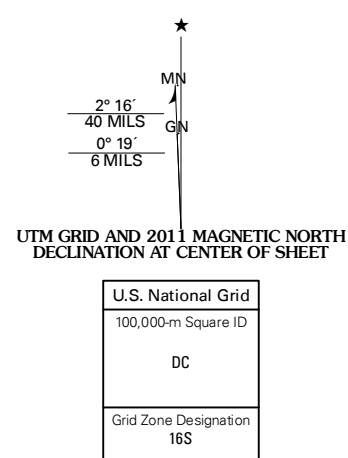 ★
MN
2° 16´
40 MILS
GN
0° 19´
6 MILS
UTM GRID AND 2011 MAGNETIC NORTH
DECLINATION AT CENTER OF SHEET
U.S. National Grid
100,000-m Square ID
DC
Grid Zone Designation
16S